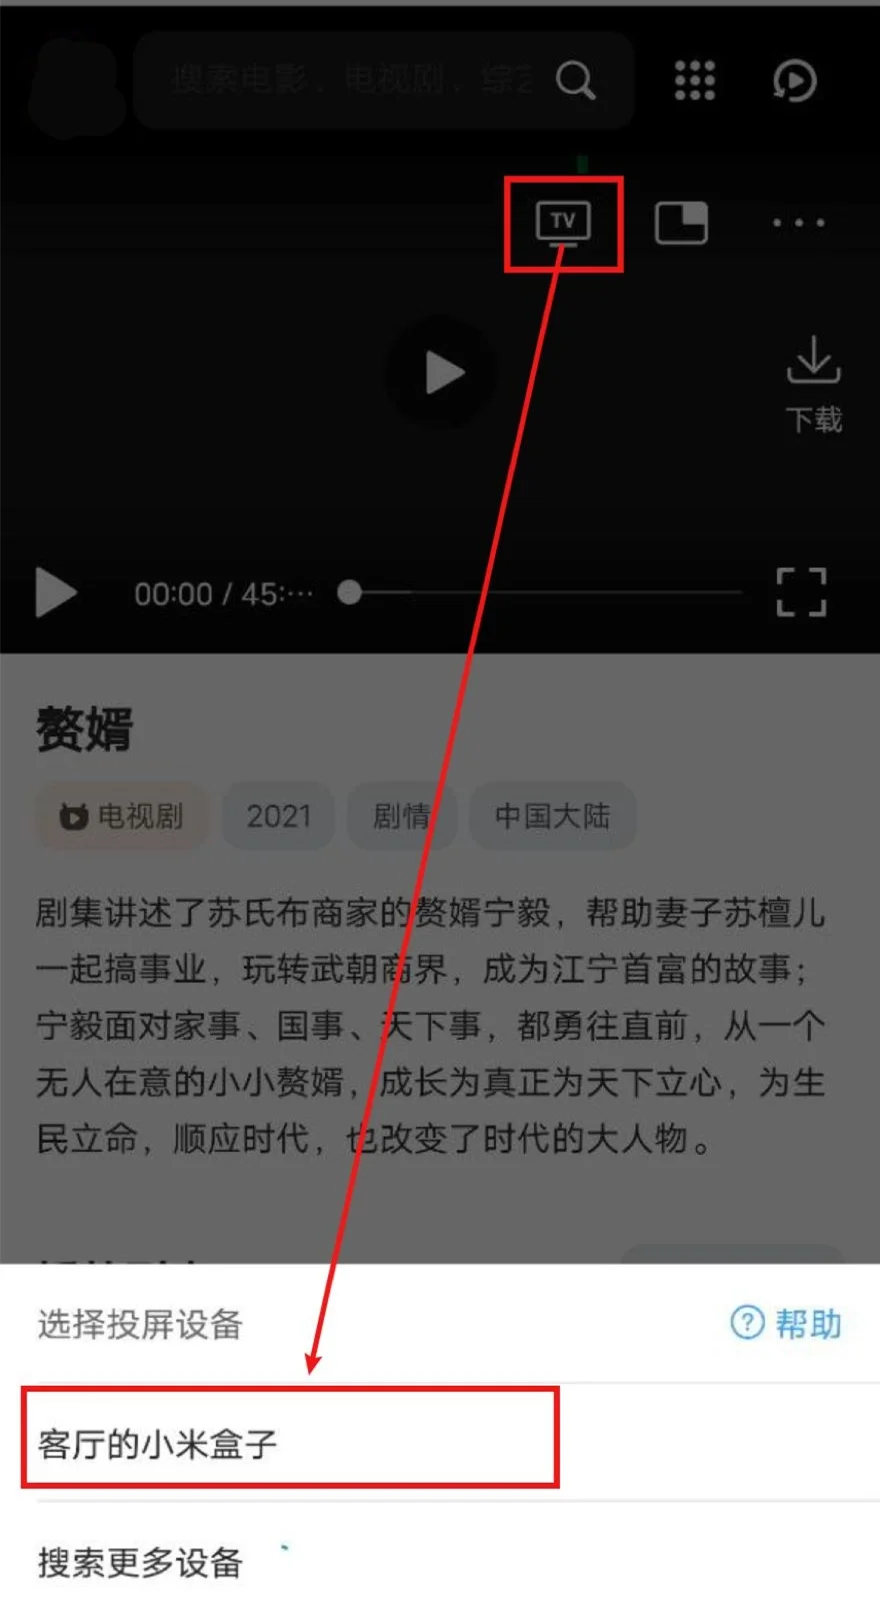 搜索电影、电视剧、综艺
TV
下载
00:00 / 45:···
赘婿
电视剧 2021 剧情 中国大陆
剧集讲述了苏氏布商家的赘婿宁毅，帮助妻子苏檀儿
一起搞事业，玩转武朝商界，成为江宁首富的故事；
宁毅面对家事、国事、天下事，都勇往直前，从一个
无人在意的小小赘婿，成长为真正为天下立心，为生
民立命，顺应时代，也改变了时代的大人物。
选择投屏设备 ? 帮助
客厅的小米盒子
搜索更多设备